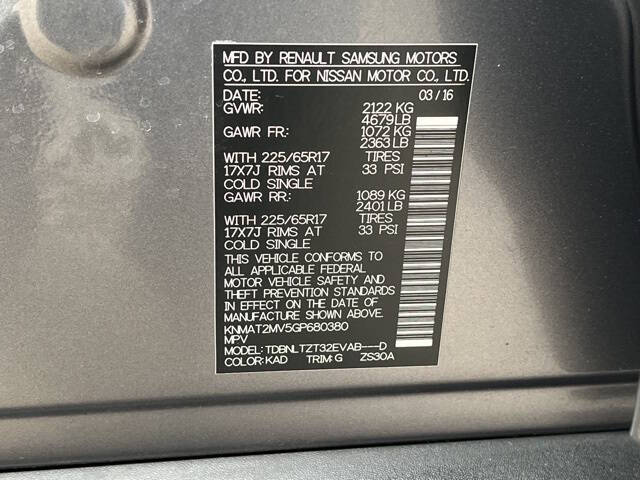 MFD BY RENAULT SAMSUNG MOTORS
CO., LTD. FOR NISSAN MOTOR CO., LTD.
DATE: 03/16
GVWR: 2122 KG
4679 LB
GAWR FR: 1072 KG
2363 LB
WITH 225/65R17 TIRES
17X7J RIMS AT 33 PSI
COLD SINGLE
GAWR RR: 1089 KG
2401 LB
WITH 225/65R17 TIRES
17X7J RIMS AT 33 PSI
COLD SINGLE
THIS VEHICLE CONFORMS TO
ALL APPLICABLE FEDERAL
MOTOR VEHICLE SAFETY AND
THEFT PREVENTION STANDARDS
IN EFFECT ON THE DATE OF
MANUFACTURE SHOWN ABOVE
KNMAT2MV5GP680380
MPV
MODEL: TDBNLTZT32EVAB---D
COLOR: KAD TRIM: G ZS30A